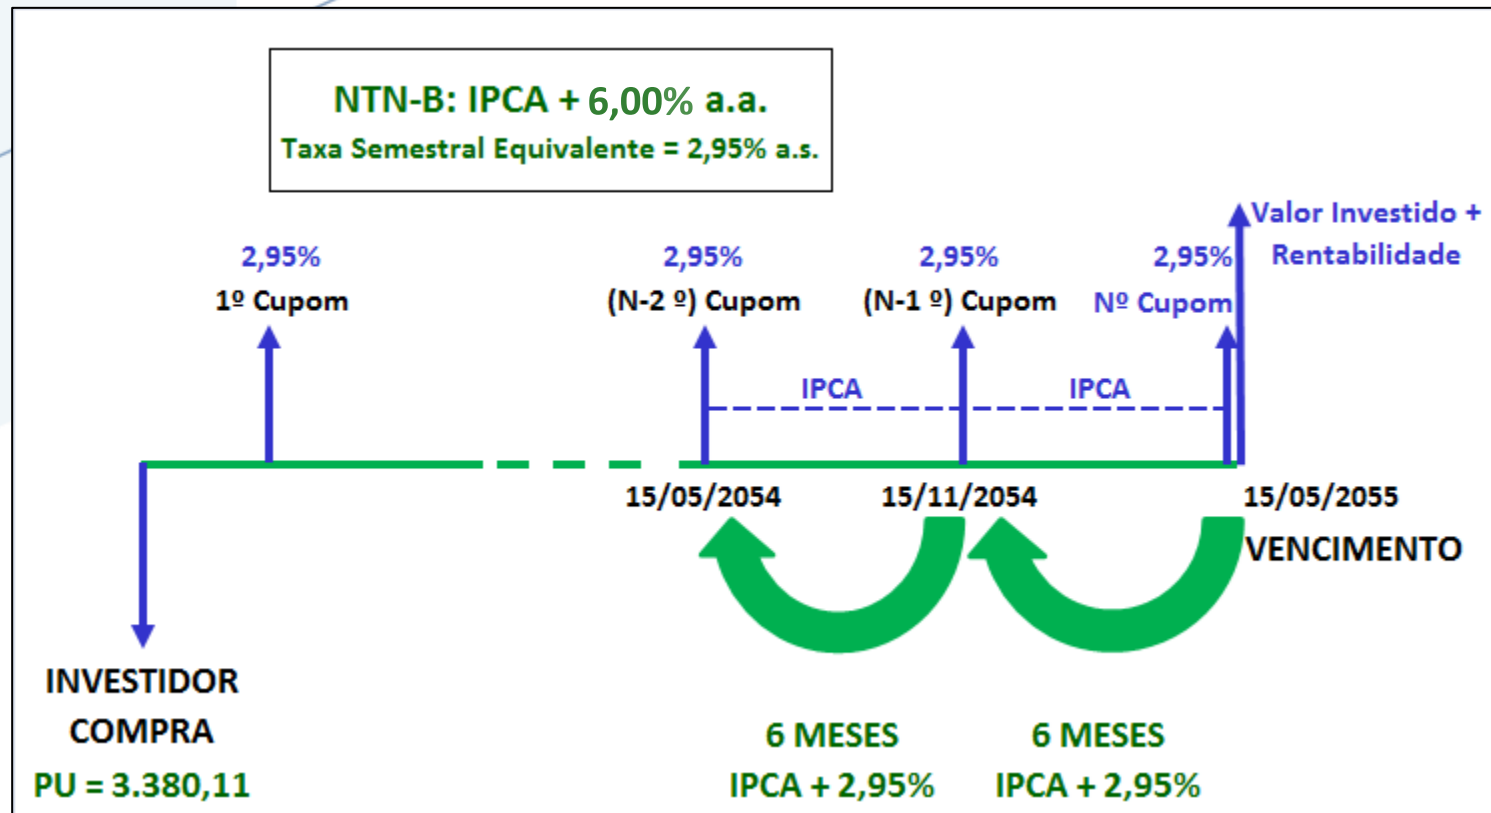 NTN-B: IPCA + 6,00% a.a.
Taxa Semestral Equivalente = 2,95% a.s.
Valor Investido +
Rentabilidade
2,95%
1º Cupom
2,95%
(N-2 º) Cupom
2,95%
(N-1 º) Cupom
2,95%
Nº Cupom
IPCA
IPCA
15/05/2054
15/11/2054
15/05/2055
VENCIMENTO
INVESTIDOR
COMPRA
PU = 3.380,11
6 MESES
IPCA + 2,95%
6 MESES
IPCA + 2,95%